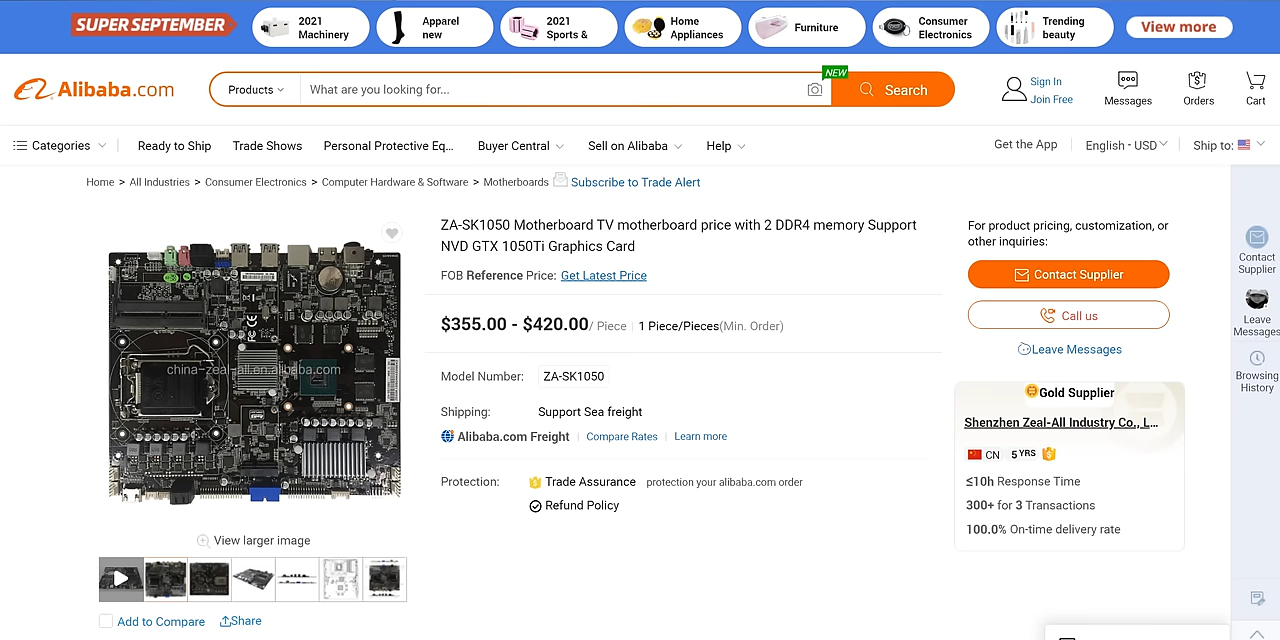 SUPER SEPTEMBER
2021
Machinery
Apparel
new
2021
Sports &
Home
Appliances
Furniture
Consumer
Electronics
Trending
beauty
View more
Alibaba.com
Products
What are you looking for...
NEW
Search
Sign In
Join Free
Messages
Orders
Cart
Categories
Ready to Ship
Trade Shows
Personal Protective Eq...
Buyer Central
Sell on Alibaba
Help
Get the App
English - USD
Ship to:
Home > All Industries > Consumer Electronics > Computer Hardware & Software > Motherboards
Subscribe to Trade Alert
china-zeal-all.en.alibaba.com
View larger image
Add to Compare
Share
ZA-SK1050 Motherboard TV motherboard price with 2 DDR4 memory Support
NVD GTX 1050Ti Graphics Card
FOB Reference Price: Get Latest Price
$355.00 - $420.00/ Piece | 1 Piece/Pieces(Min. Order)
Model Number: ZA-SK1050
Shipping: Support Sea freight
Alibaba.com Freight | Compare Rates | Learn more
Protection: Trade Assurance protection your alibaba.com order
Refund Policy
For product pricing, customization, or
other inquiries:
Contact Supplier
Call us
Leave Messages
Gold Supplier
Shenzhen Zeal-All Industry Co., L...
CN 5 YRS
≤10h Response Time
300+ for 3 Transactions
100.0% On-time delivery rate
Contact
Supplier
Leave
Messages
Browsing
History